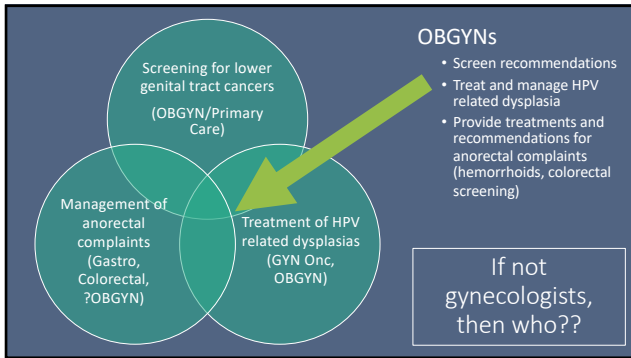 Screening for lower
genital tract cancers
(OBGYN/Primary
Care)
Management of
anorectal
complaints
(Gastro,
Colorectal,
?OBGYN)
Treatment of HPV
related dysplasias
(GYN Onc,
OBGYN)
OBGYNs
• Screen recommendations
• Treat and manage HPV
related dysplasia
• Provide treatments and
recommendations for
anorectal complaints
(hemorrhoids, colorectal
screening)
If not
gynecologists,
then who??